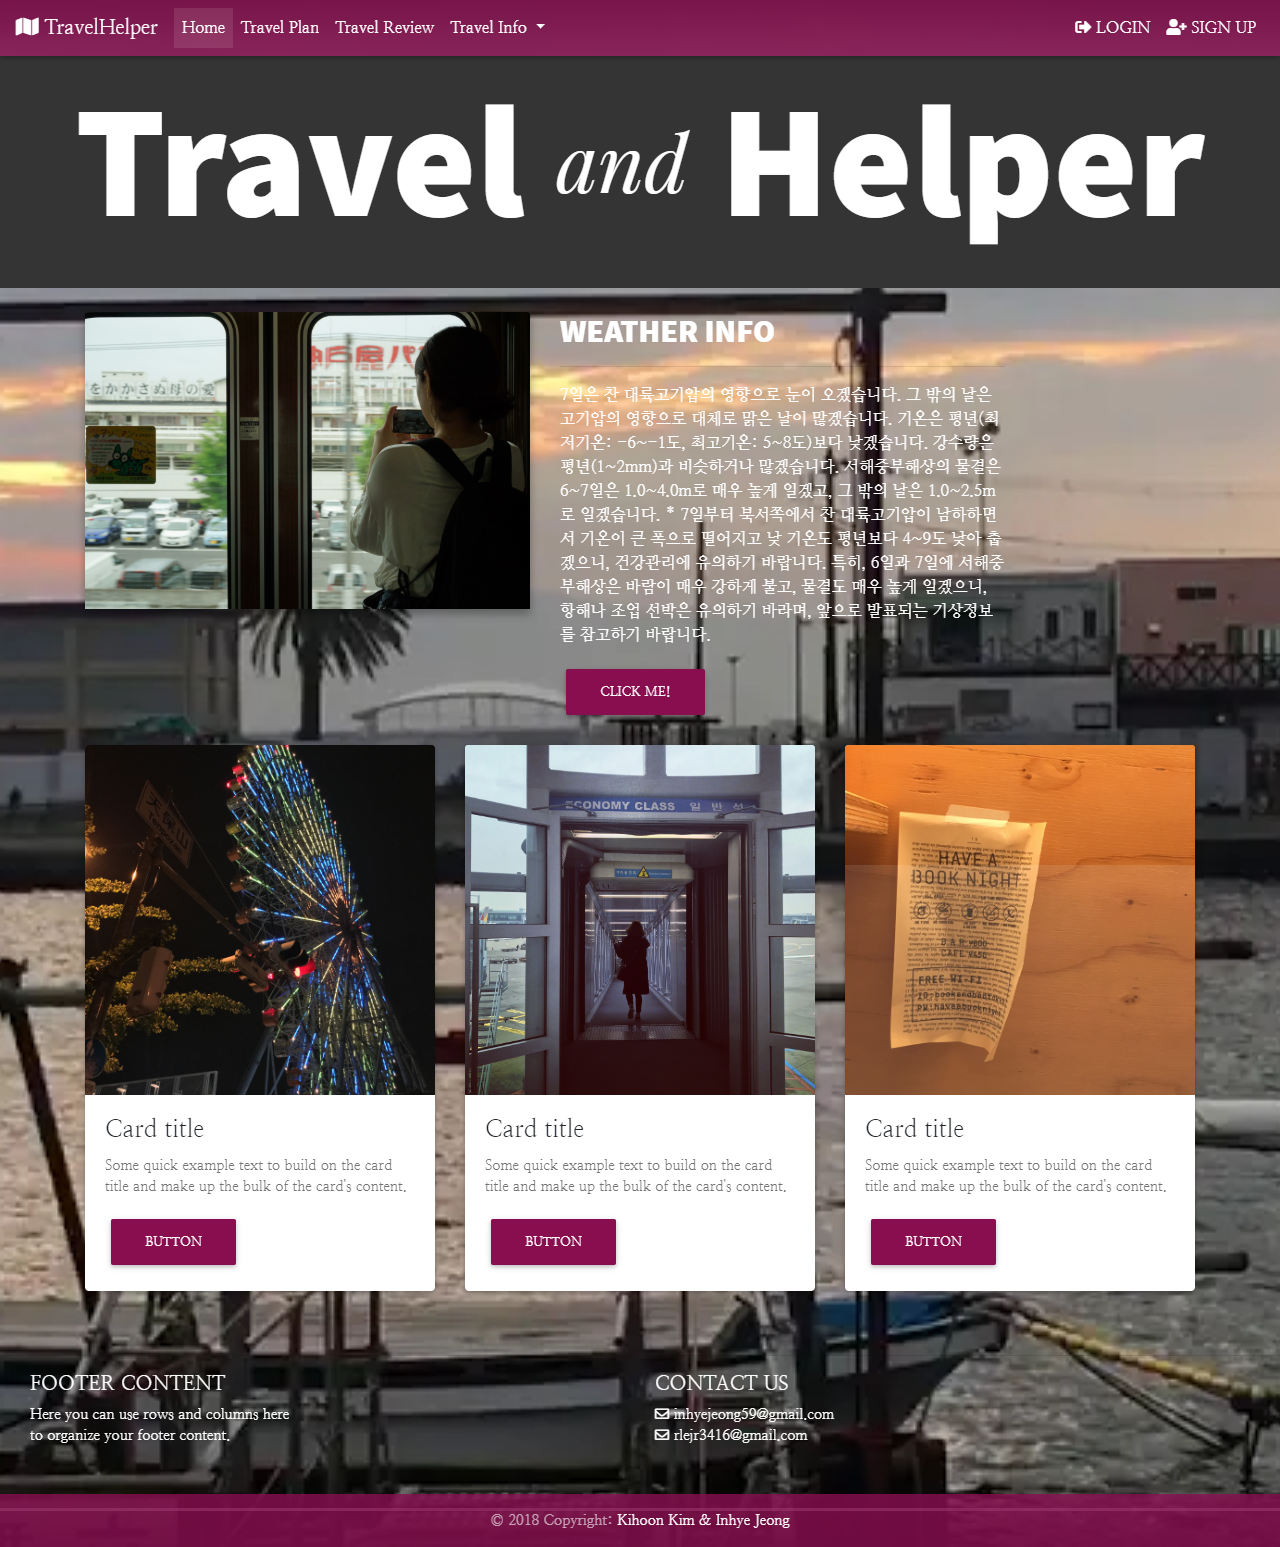 TravelHelper Home Travel Plan Travel Review Travel Info LOGIN SIGN UP
Travel and Helper
をかかさぬ母の愛
WEATHER INFO
7일은 찬 대륙고기압의 영향으로 눈이 오겠습니다. 그 밖의 날은
고기압의 영향으로 대체로 맑은 날이 많겠습니다. 기온은 평년(최
저기온: -6~-1도, 최고기온: 5~8도)보다 낮겠습니다. 강수량은
평년(1~2mm)과 비슷하거나 많겠습니다. 서해중부해상의 물결은
6~7일은 1.0~4.0m로 매우 높게 일겠고, 그 밖의 날은 1.0~2.5m
로 일겠습니다. * 7일부터 북서쪽에서 찬 대륙고기압이 남하하면
서 기온이 큰 폭으로 떨어지고 낮 기온도 평년보다 4~9도 낮아 춥
겠으니, 건강관리에 유의하기 바랍니다. 특히, 6일과 7일에 서해중
부해상은 바람이 매우 강하게 불고, 물결도 매우 높게 일겠으니,
항해나 조업 선박은 유의하기 바라며, 앞으로 발표되는 기상정보
를 참고하기 바랍니다.
CLICK ME!
ECONOMY CLASS 일 반 석
HAVE A
BOOK NIGHT
FREE WI-FI
Card title
Some quick example text to build on the card
title and make up the bulk of the card's content.
BUTTON
Card title
Some quick example text to build on the card
title and make up the bulk of the card's content.
BUTTON
Card title
Some quick example text to build on the card
title and make up the bulk of the card's content.
BUTTON
FOOTER CONTENT
Here you can use rows and columns here
to organize your footer content.
CONTACT US
inhyejeong59@gmail.com
rlejr3416@gmail.com
© 2018 Copyright: Kihoon Kim & Inhye Jeong